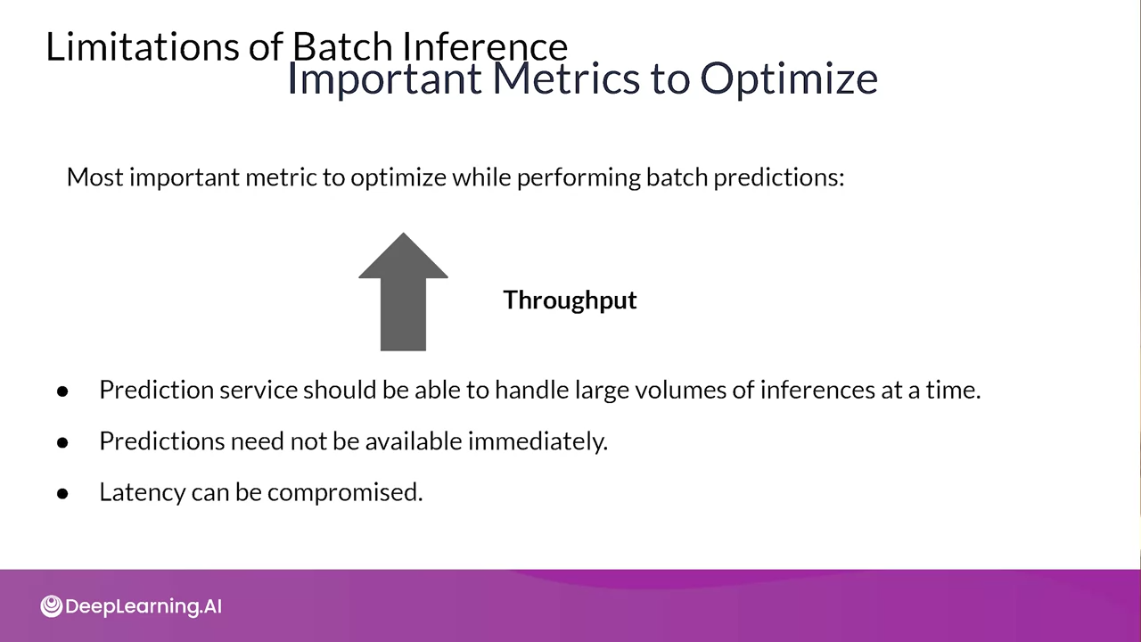 Limitations of Batch Inference
Important Metrics to Optimize
Most important metric to optimize while performing batch predictions:
Throughput
● Prediction service should be able to handle large volumes of inferences at a time.
● Predictions need not be available immediately.
● Latency can be compromised.
DeepLearning.AI